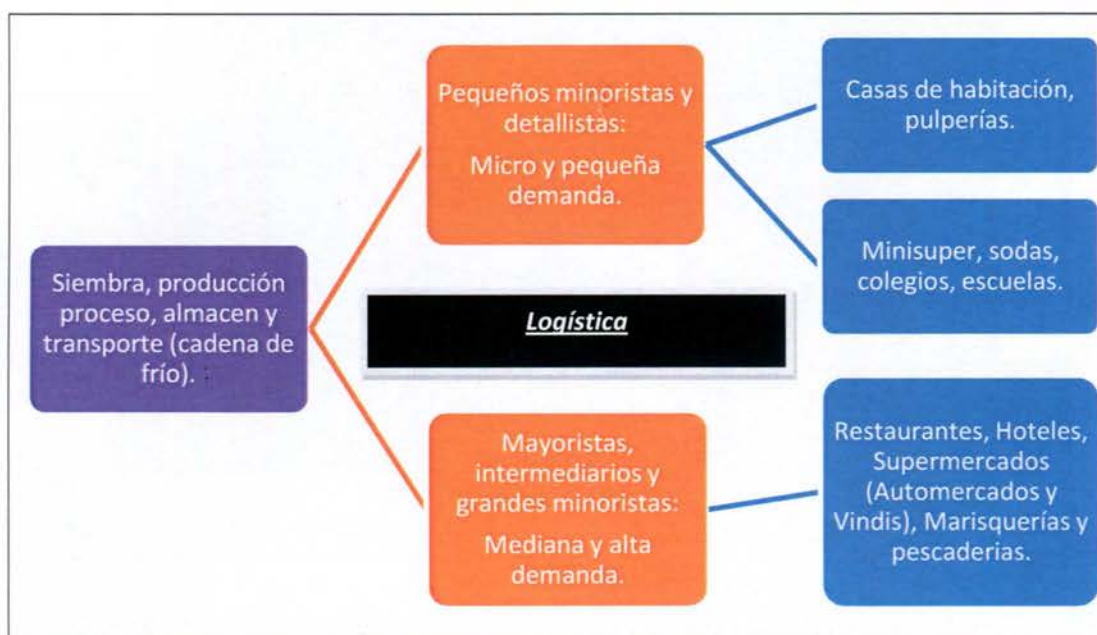 Siembra, producción
proceso, almacen y
transporte (cadena de
frío).
Pequeños minoristas y
detallistas:
Micro y pequeña
demanda.
Logística
Mayoristas,
intermediarios y
grandes minoristas:
Mediana y alta
demanda.
Casas de habitación,
pulperías.
Minisuper, sodas,
colegios, escuelas.
Restaurantes, Hoteles,
Supermercados
(Automercados y
Vindis), Marisquerías y
pescaderias.